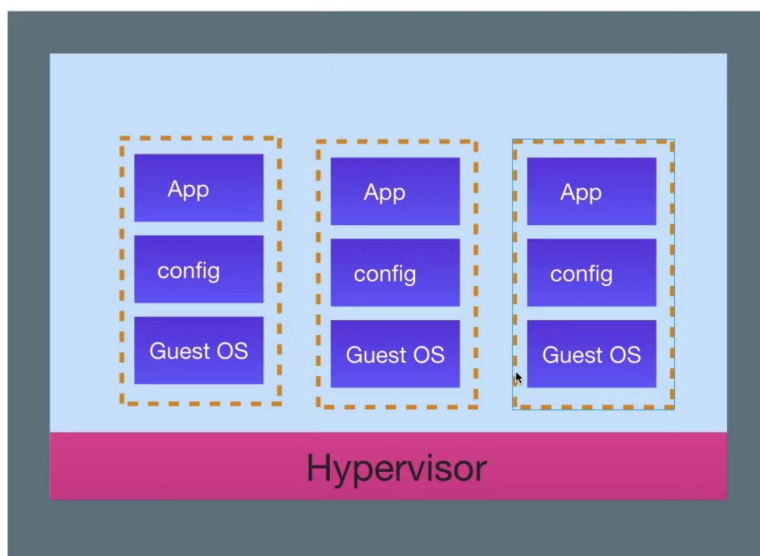 App
config
Guest OS
App
config
Guest OS
App
config
Guest OS
Hypervisor